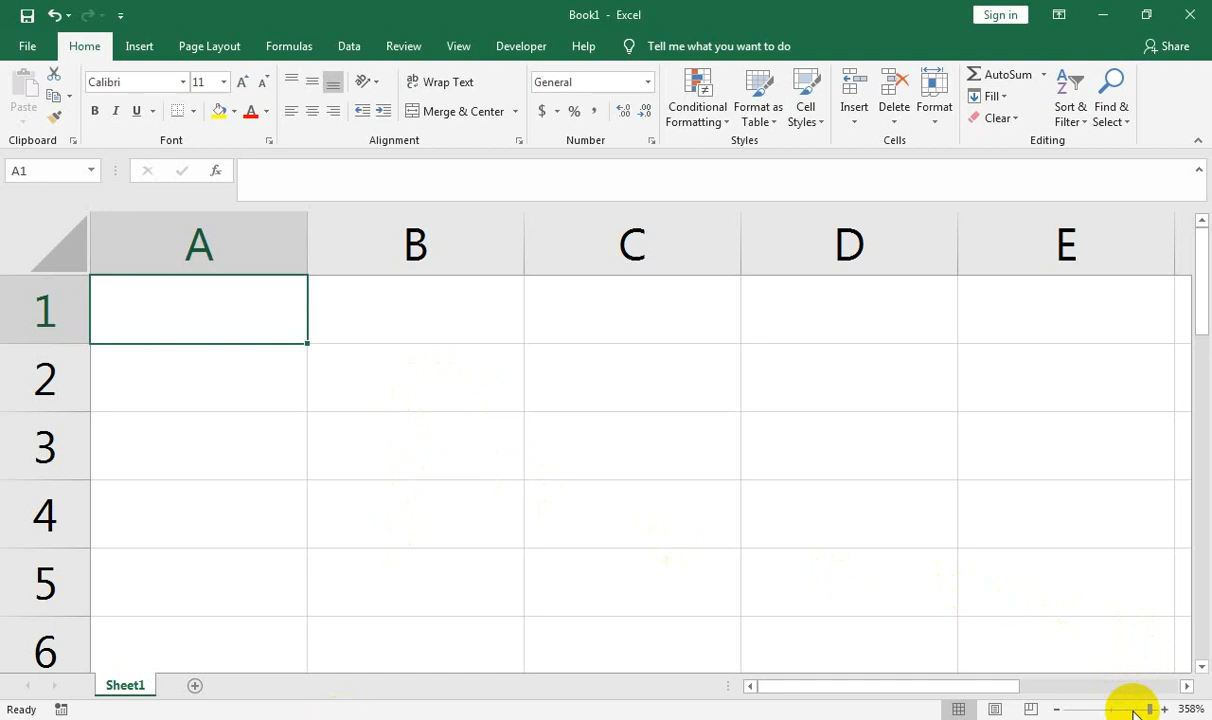 Book1 - Excel
Sign in
File Home Insert Page Layout Formulas Data Review View Developer Help Tell me what you want to do Share
Paste
Calibri 11
B I U A
A A
Wrap Text
Merge & Center
General
$ % ,
Conditional Formatting
Format as Table
Cell Styles
Insert
Delete
Format
AutoSum
Fill
Clear
Sort & Filter
Find & Select
Clipboard Font Alignment Number Styles Cells Editing
A1 fx
A B C D E
1
2
3
4
5
6
Sheet1
Ready 358%